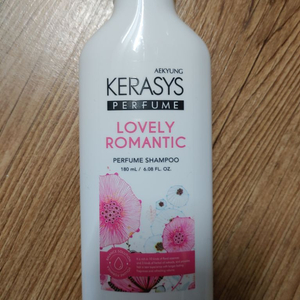 AEKYUNG
KERASYS
PERFUME
LOVELY
ROMANTIC
PERFUME SHAMPOO
180 mL / 6.08 FL. OZ.